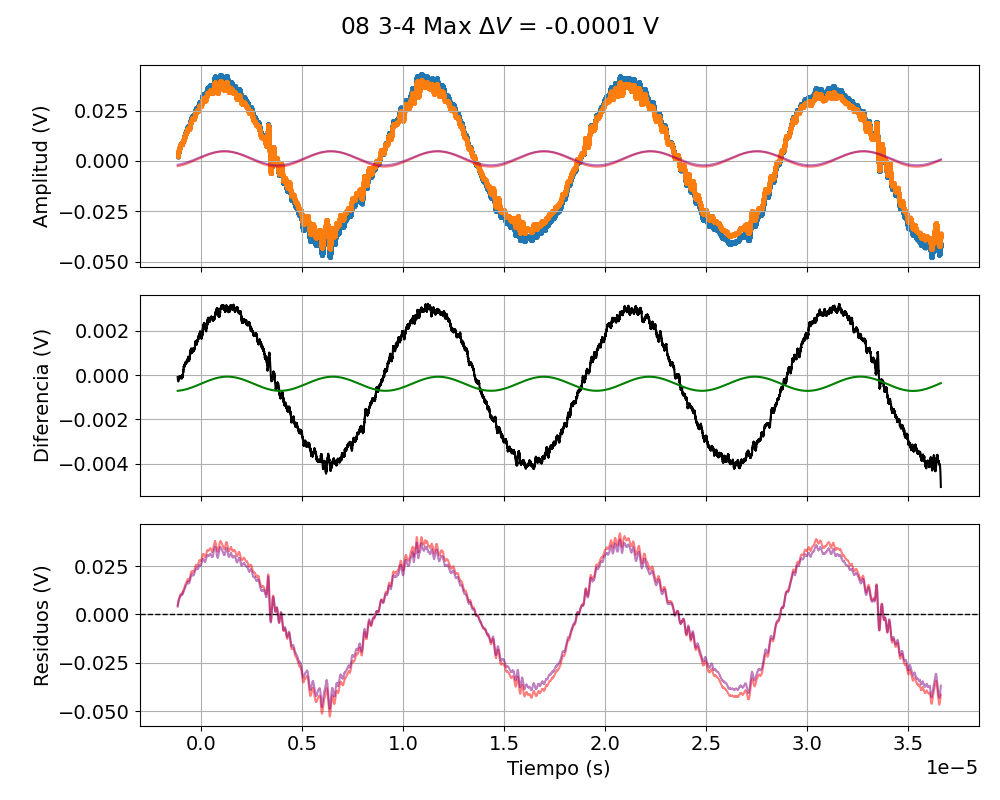 08 3-4 Max ΔV = -0.0001 V
Amplitud (V)
0.025
0.000
−0.025
−0.050
Diferencia (V)
0.002
0.000
−0.002
−0.004
Residuos (V)
0.025
0.000
−0.025
−0.050
0.0 0.5 1.0 1.5 2.0 2.5 3.0 3.5
Tiempo (s)
1e−5